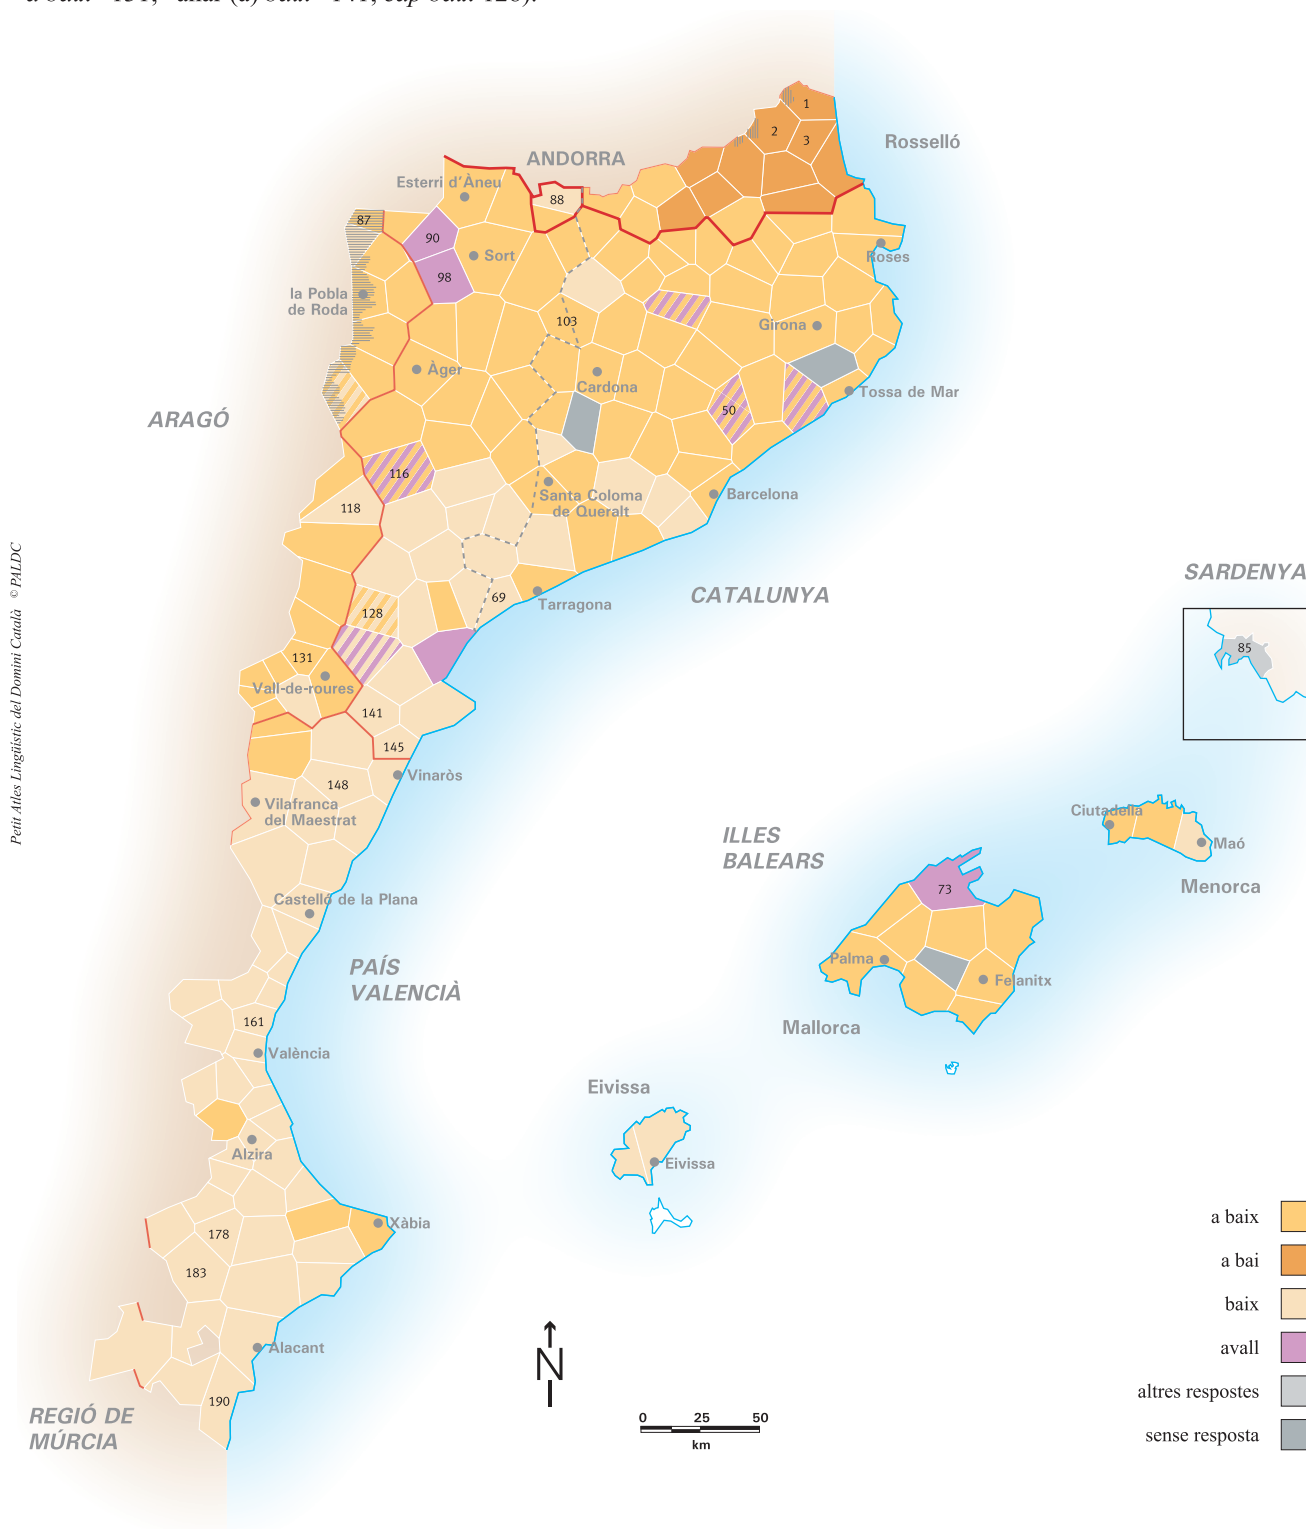 1
2
3
Rosselló
ANDORRA
Esterri d'Àneu
88
87
90
Sort
Roses
98
la Pobla
de Roda
103
Girona
Àger
Cardona
Tossa de Mar
50
ARAGÓ
116
Santa Coloma
de Queralt
Barcelona
118
Petit Atles Lingüístic del Domini Català © PALDC
SARDENYA
CATALUNYA
69
Tarragona
128
85
131
Vall-de-roures
141
145
Vinaròs
148
Vilafranca
del Maestrat
Ciutadella
ILLES
BALEARS
Maó
Menorca
73
Castelló de la Plana
Palma
PAÍS
VALENCIÀ
Felanitx
161
Mallorca
València
Eivissa
Alzira
Eivissa
Xàbia
178
183
a baix
a bai
baix
Alacant
avall
N
190
altres respostes
REGIÓ DE
MÚRCIA
0 25 50
km
sense resposta